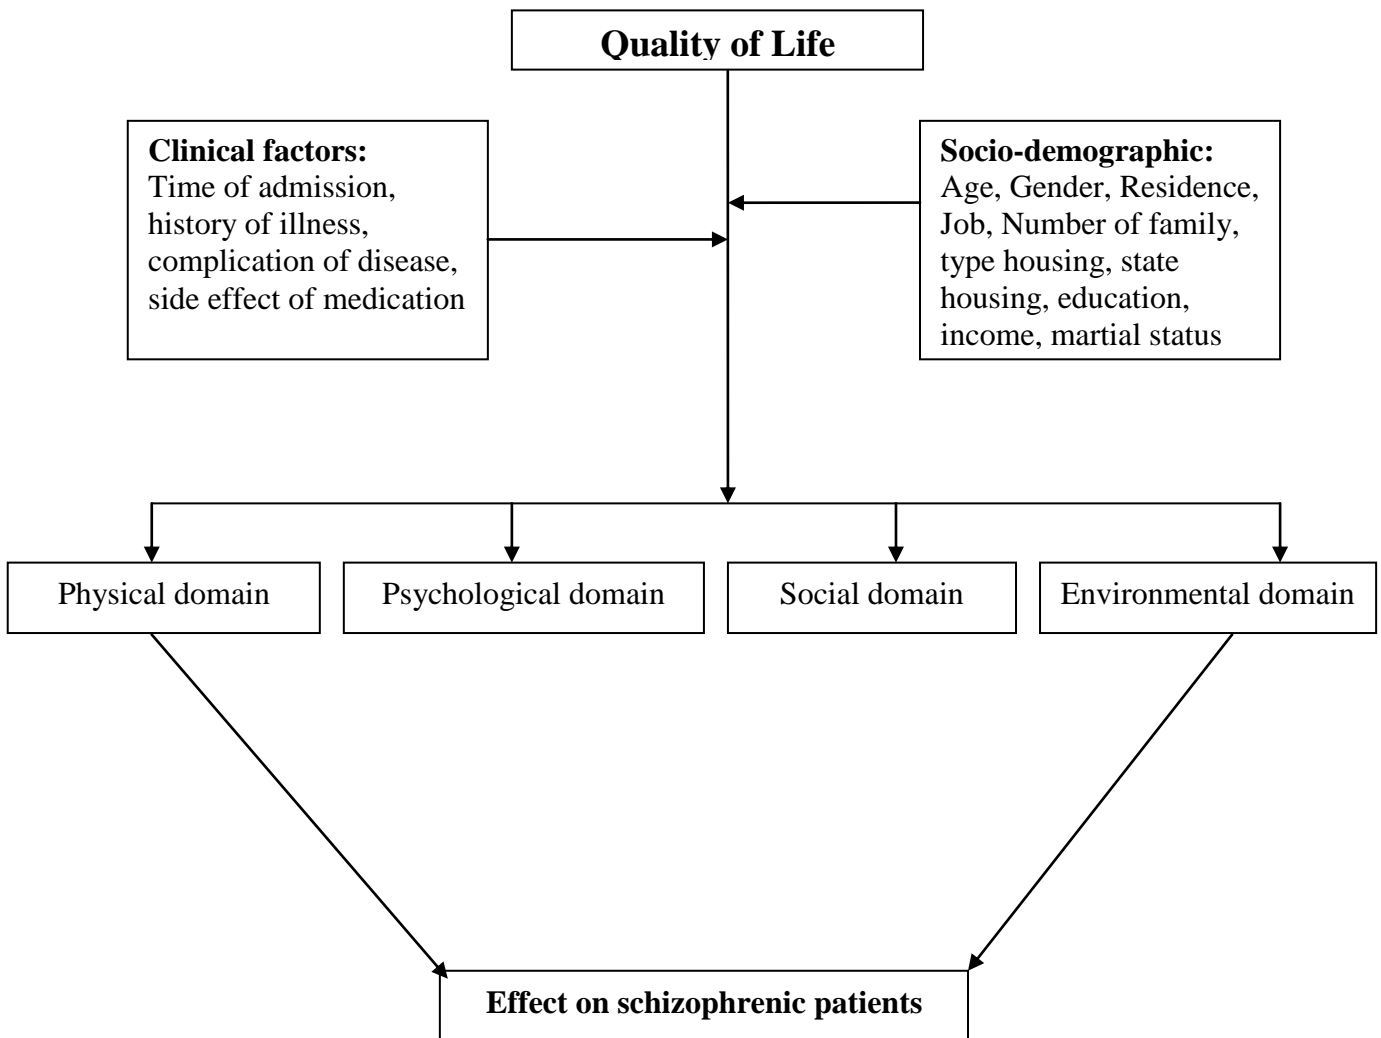 Quality of Life
Clinical factors:
Time of admission,
history of illness,
complication of disease,
side effect of medication
Socio-demographic:
Age, Gender, Residence,
Job, Number of family,
type housing, state
housing, education,
income, martial status
Physical domain
Psychological domain
Social domain
Environmental domain
Effect on schizophrenic patients